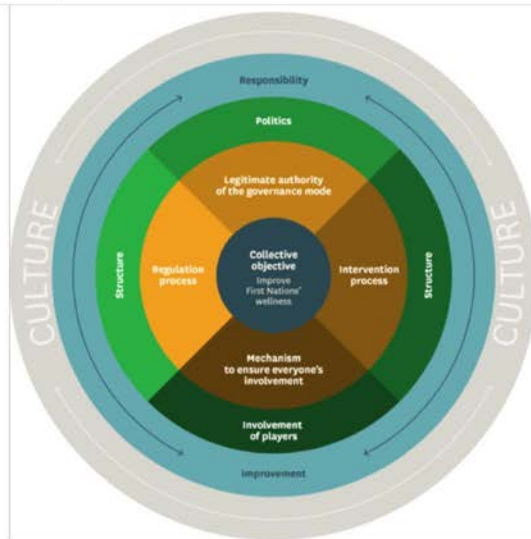 Responsibility
Politics
Legitimate authority
of the governance mode
CULTURE
Structure
Regulation
process
Collective
objective
Improve
First Nations'
wellness
Intervention
process
Structure
CULTURE
Mechanism
to ensure everyone's
involvement
Involvement
of players
Improvement